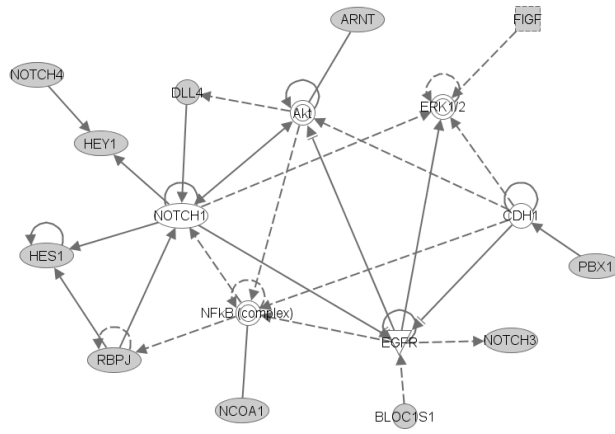 ARNT
FIGF
NOTCH4
DLL4
Akt
ERK1/2
HEY1
NOTCH1
CDH1
HES1
PBX1
NFkB (complex)
EGFR
RBPJ
NOTCH3
NCOA1
BLOC1S1